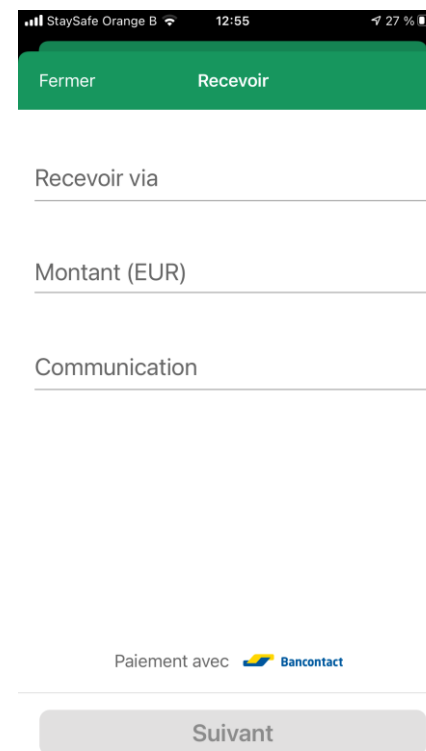 StaySafe Orange B 12:55 27 %
Fermer Recevoir
Recevoir via
Montant (EUR)
Communication
Paiement avec Bancontact
Suivant